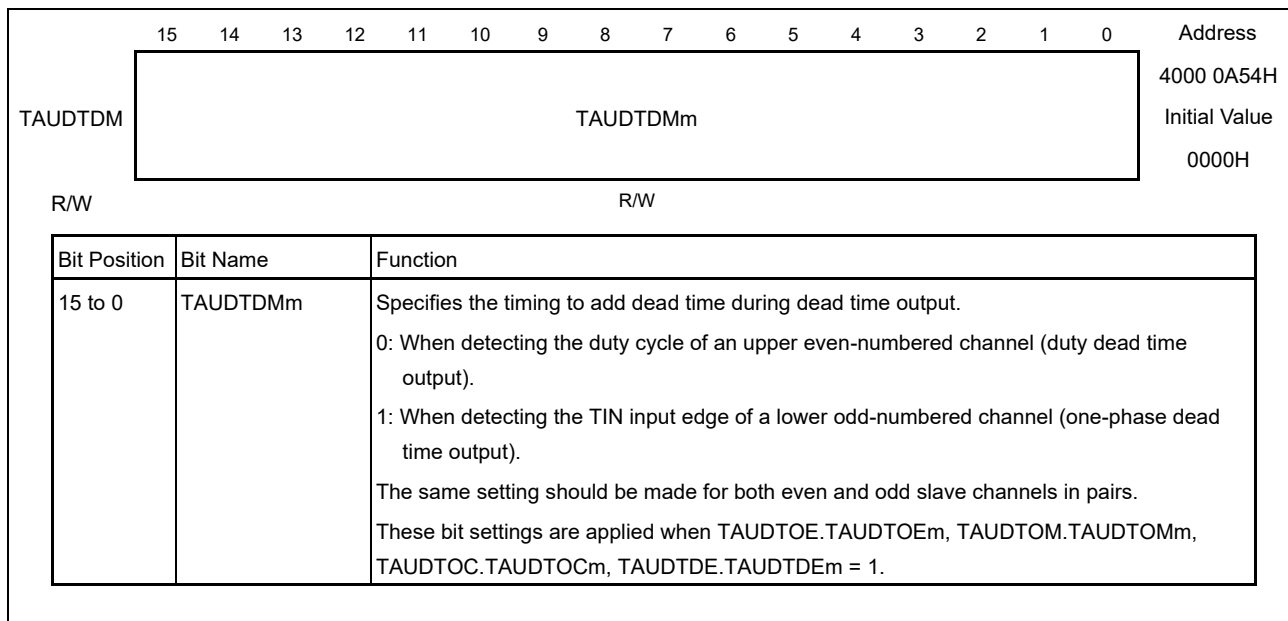 15 14 13 12 11 10 9 8 7 6 5 4 3 2 1 0 Address
4000 0A54H
TAUDTDM TAUDTDMm Initial Value
0000H
R/W R/W
Bit Position Bit Name Function
15 to 0 TAUDTDMm Specifies the timing to add dead time during dead time output.
0: When detecting the duty cycle of an upper even-numbered channel (duty dead time
output).
1: When detecting the TIN input edge of a lower odd-numbered channel (one-phase dead
time output).
The same setting should be made for both even and odd slave channels in pairs.
These bit settings are applied when TAUDTOE.TAUDTOEm, TAUDTOM.TAUDTOMm,
TAUDTOC.TAUDTOCm, TAUDTDE.TAUDTDEm = 1.